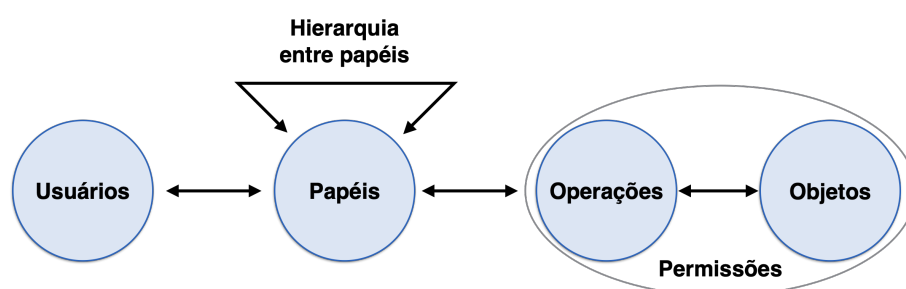 Hierarquia
entre papéis
Usuários
Papéis
Operações
Objetos
Permissões